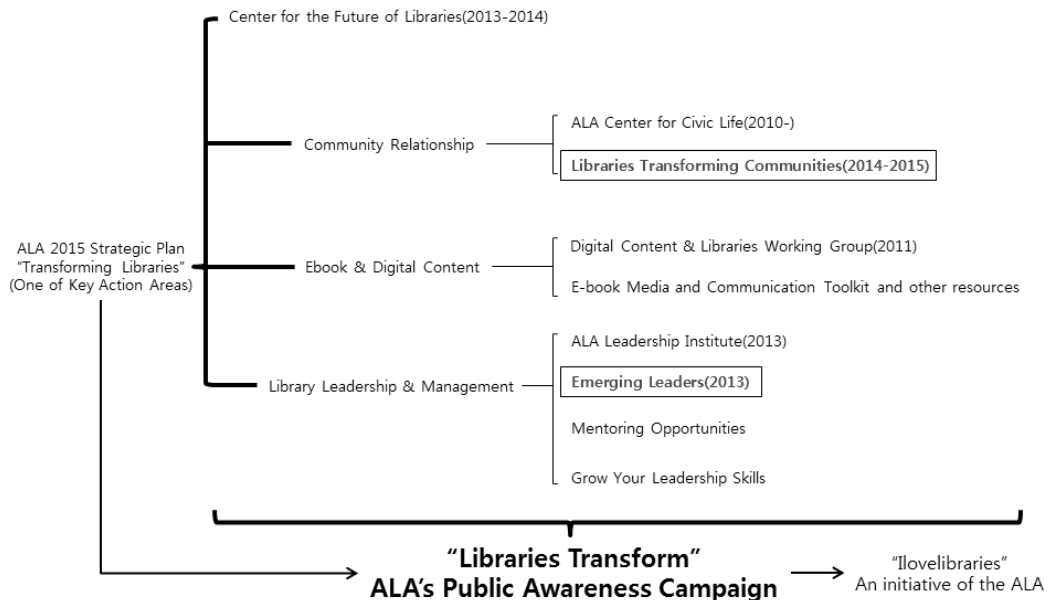 Center for the Future of Libraries(2013-2014)
ALA Center for Civic Life(2010-)
Community Relationship
Libraries Transforming Communities(2014-2015)
ALA 2015 Strategic Plan
"Transforming Libraries"
(One of Key Action Areas)
Digital Content & Libraries Working Group(2011)
Ebook & Digital Content
E-book Media and Communication Toolkit and other resources
ALA Leadership Institute(2013)
Library Leadership & Management
Emerging Leaders(2013)
Mentoring Opportunities
Grow Your Leadership Skills
“Libraries Transform”
ALA’s Public Awareness Campaign
“Ilovelibraries”
An initiative of the ALA